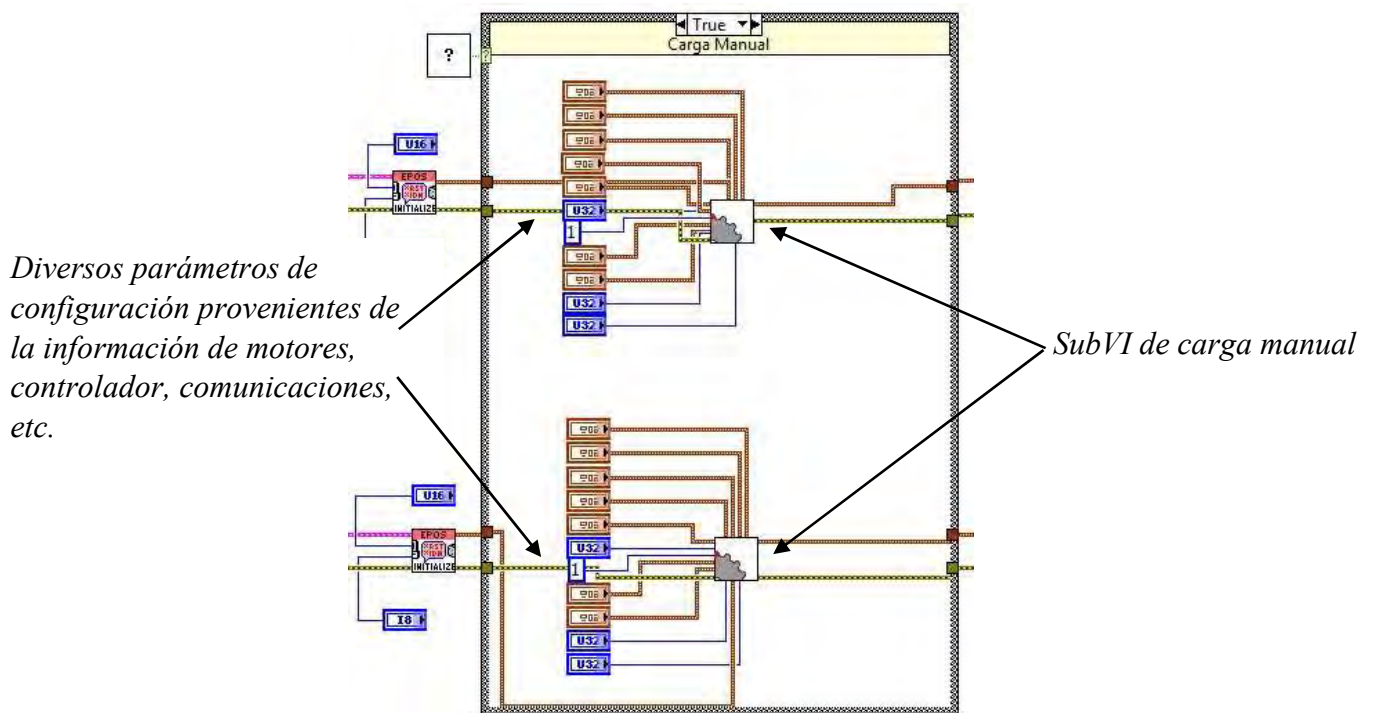 True
Carga Manual
?
?
U16
EPOS
INITIALIZE
U32
1
U32
U32
Diversos parámetros de
configuración provenientes de
la información de motores,
controlador, comunicaciones,
etc.
SubVI de carga manual
U16
EPOS
INITIALIZE
I8
U32
1
U32
U32